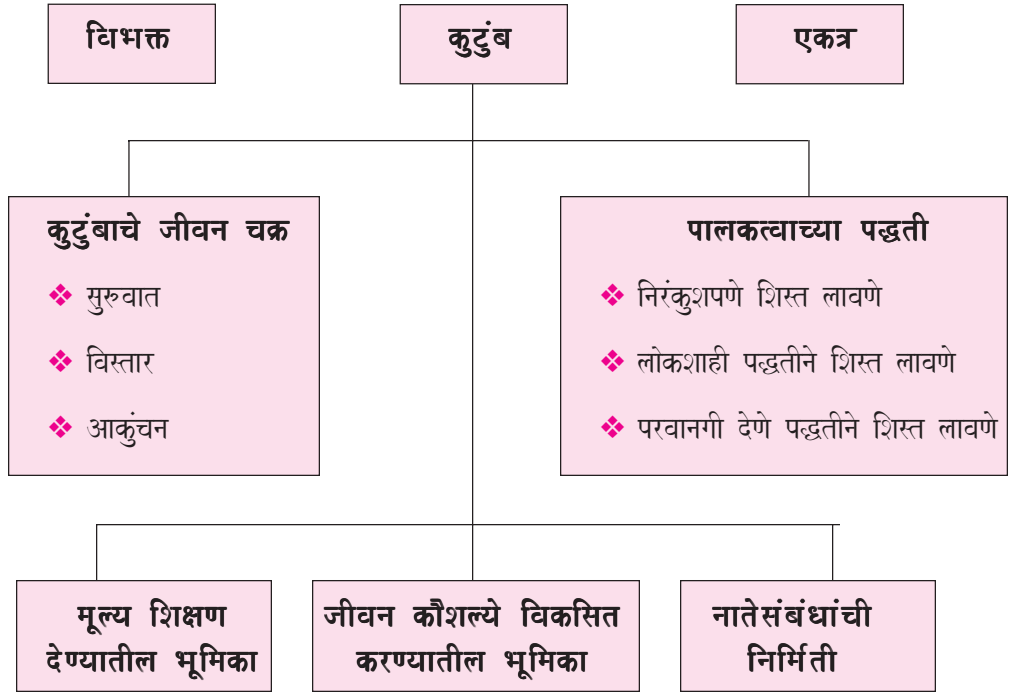 विभक्त
कुटुंब
एकत्र
कुटुंबाचे जीवन चक्र
❖ सुरुवात
❖ विस्तार
❖ आकुंचन
पालकत्वाच्या पद्धती
❖ निरंकुशपणे शिस्त लावणे
❖ लोकशाही पद्धतीने शिस्त लावणे
❖ परवानगी देणे पद्धतीने शिस्त लावणे
मूल्य शिक्षण
देण्यातील भूमिका
जीवन कौशल्ये विकसित
करण्यातील भूमिका
नातेसंबंधांची
निर्मिती